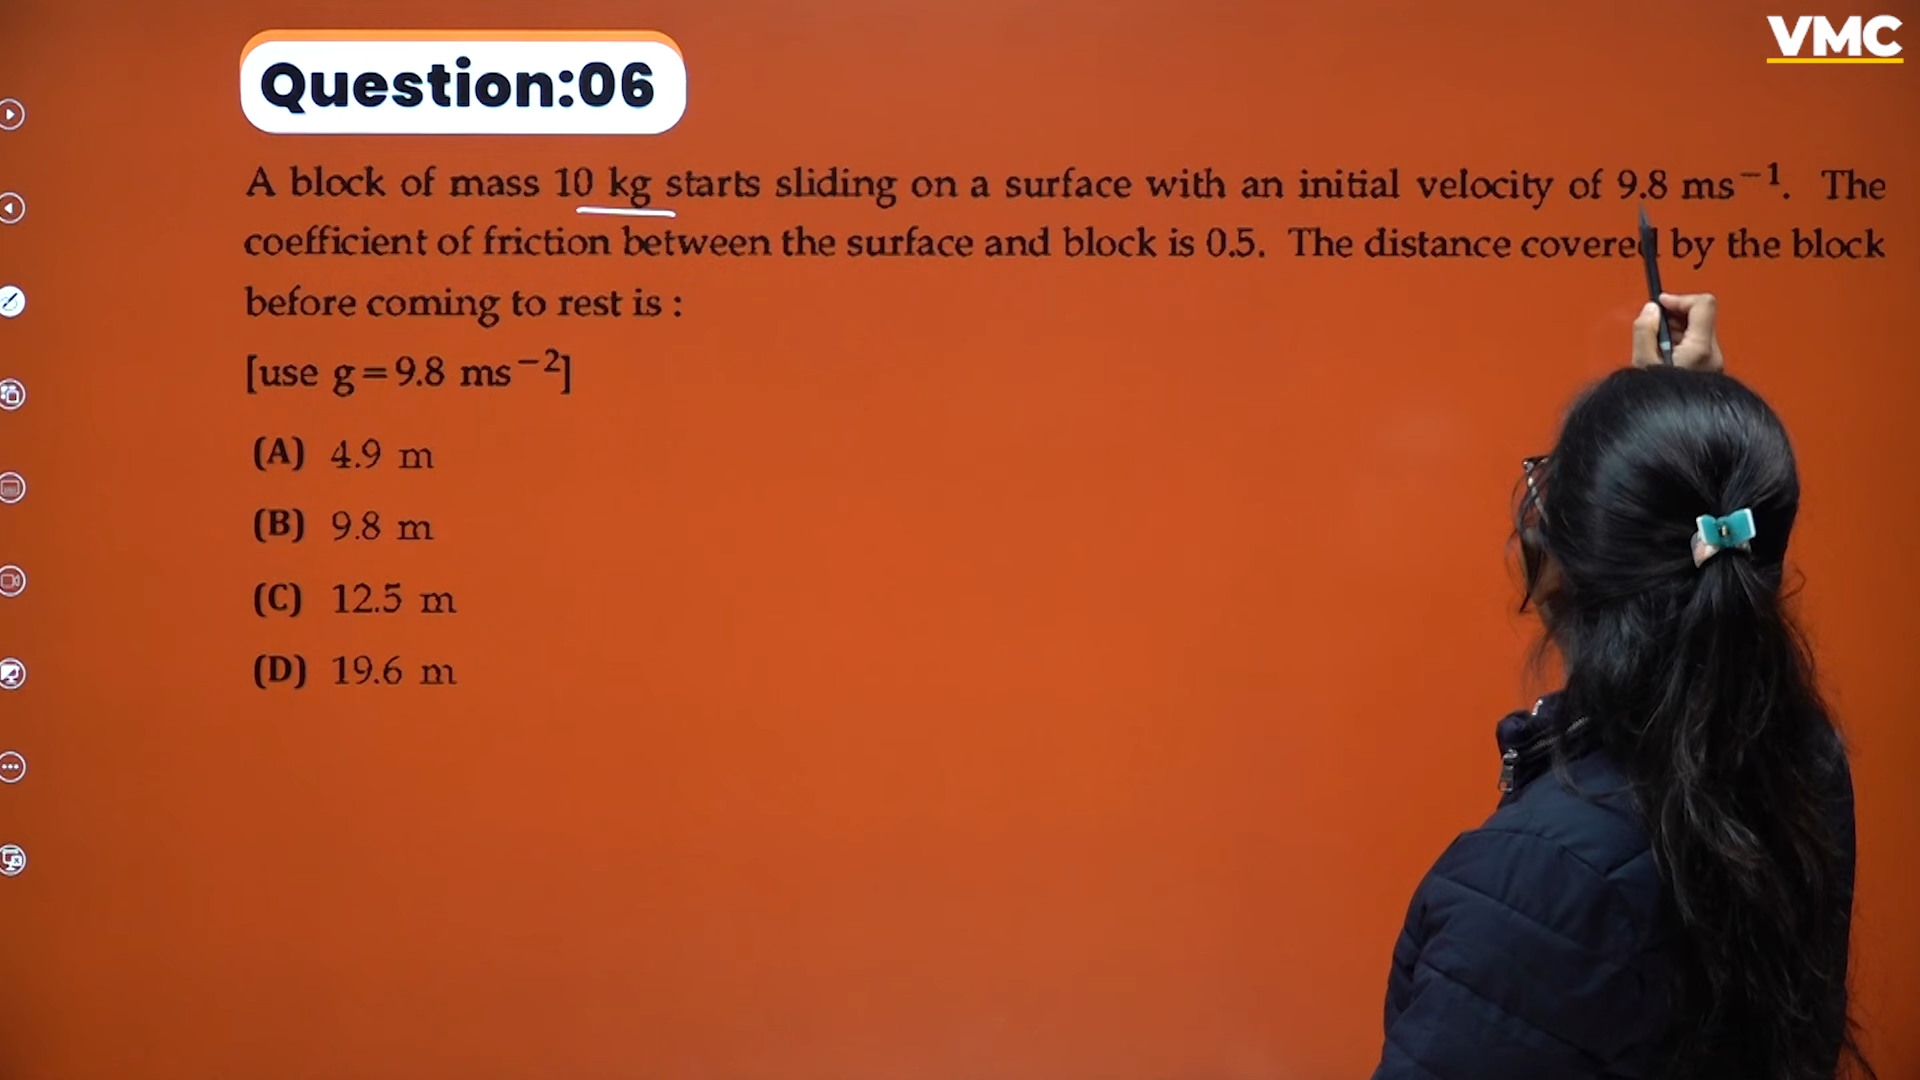 VMC
Question:06
A block of mass 10 kg starts sliding on a surface with an initial velocity of 9.8 ms⁻¹. The
coefficient of friction between the surface and block is 0.5. The distance covered by the block
before coming to rest is :
[use g=9.8 ms⁻²]
(A) 4.9 m
(B) 9.8 m
(C) 12.5 m
(D) 19.6 m